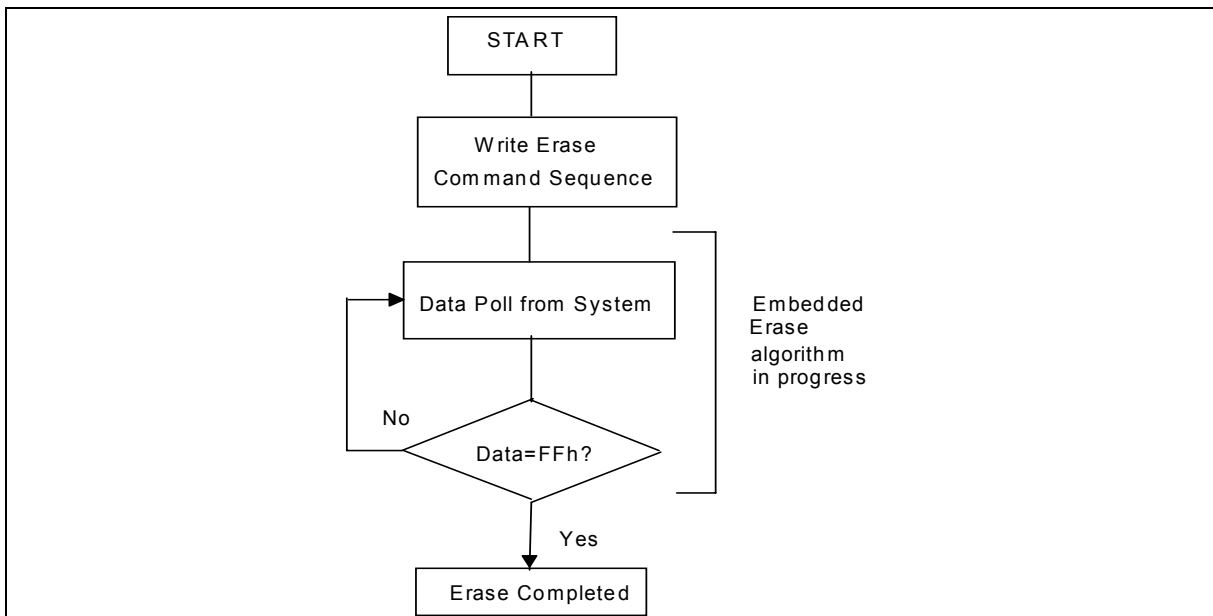 START
Write Erase
Command Sequence
Data Poll from System
Embedded
Erase
algorithm
in progress
No
Data=FFh?
Yes
Erase Completed